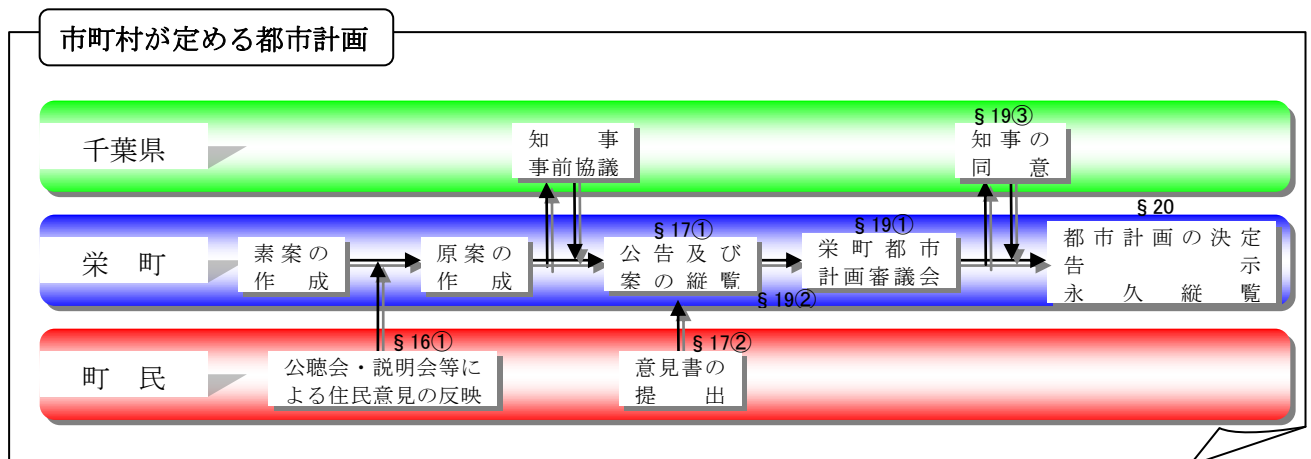 市町村が定める都市計画
千葉県
知事
事前協議
§19③
知事の
同意
栄町
素案の
作成
原案の
作成
§17①
公告及び
案の縦覧
§19②
§19①
栄町都市
計画審議会
§20
都市計画の決定
告示
永久縦覧
町民
§16①
公聴会・説明会等に
よる住民意見の反映
§17②
意見書の
提出